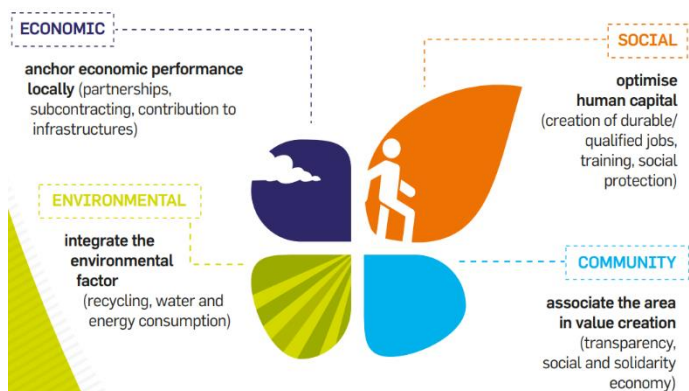 ECONOMIC
anchor economic performance
locally (partnerships,
subcontracting, contribution to
infrastructures)
SOCIAL
optimise
human capital
(creation of durable/
qualified jobs,
training, social
protection)
ENVIRONMENTAL
integrate the
environmental
factor
(recycling, water and
energy consumption)
COMMUNITY
associate the area
in value creation
(transparency,
social and solidarity
economy)